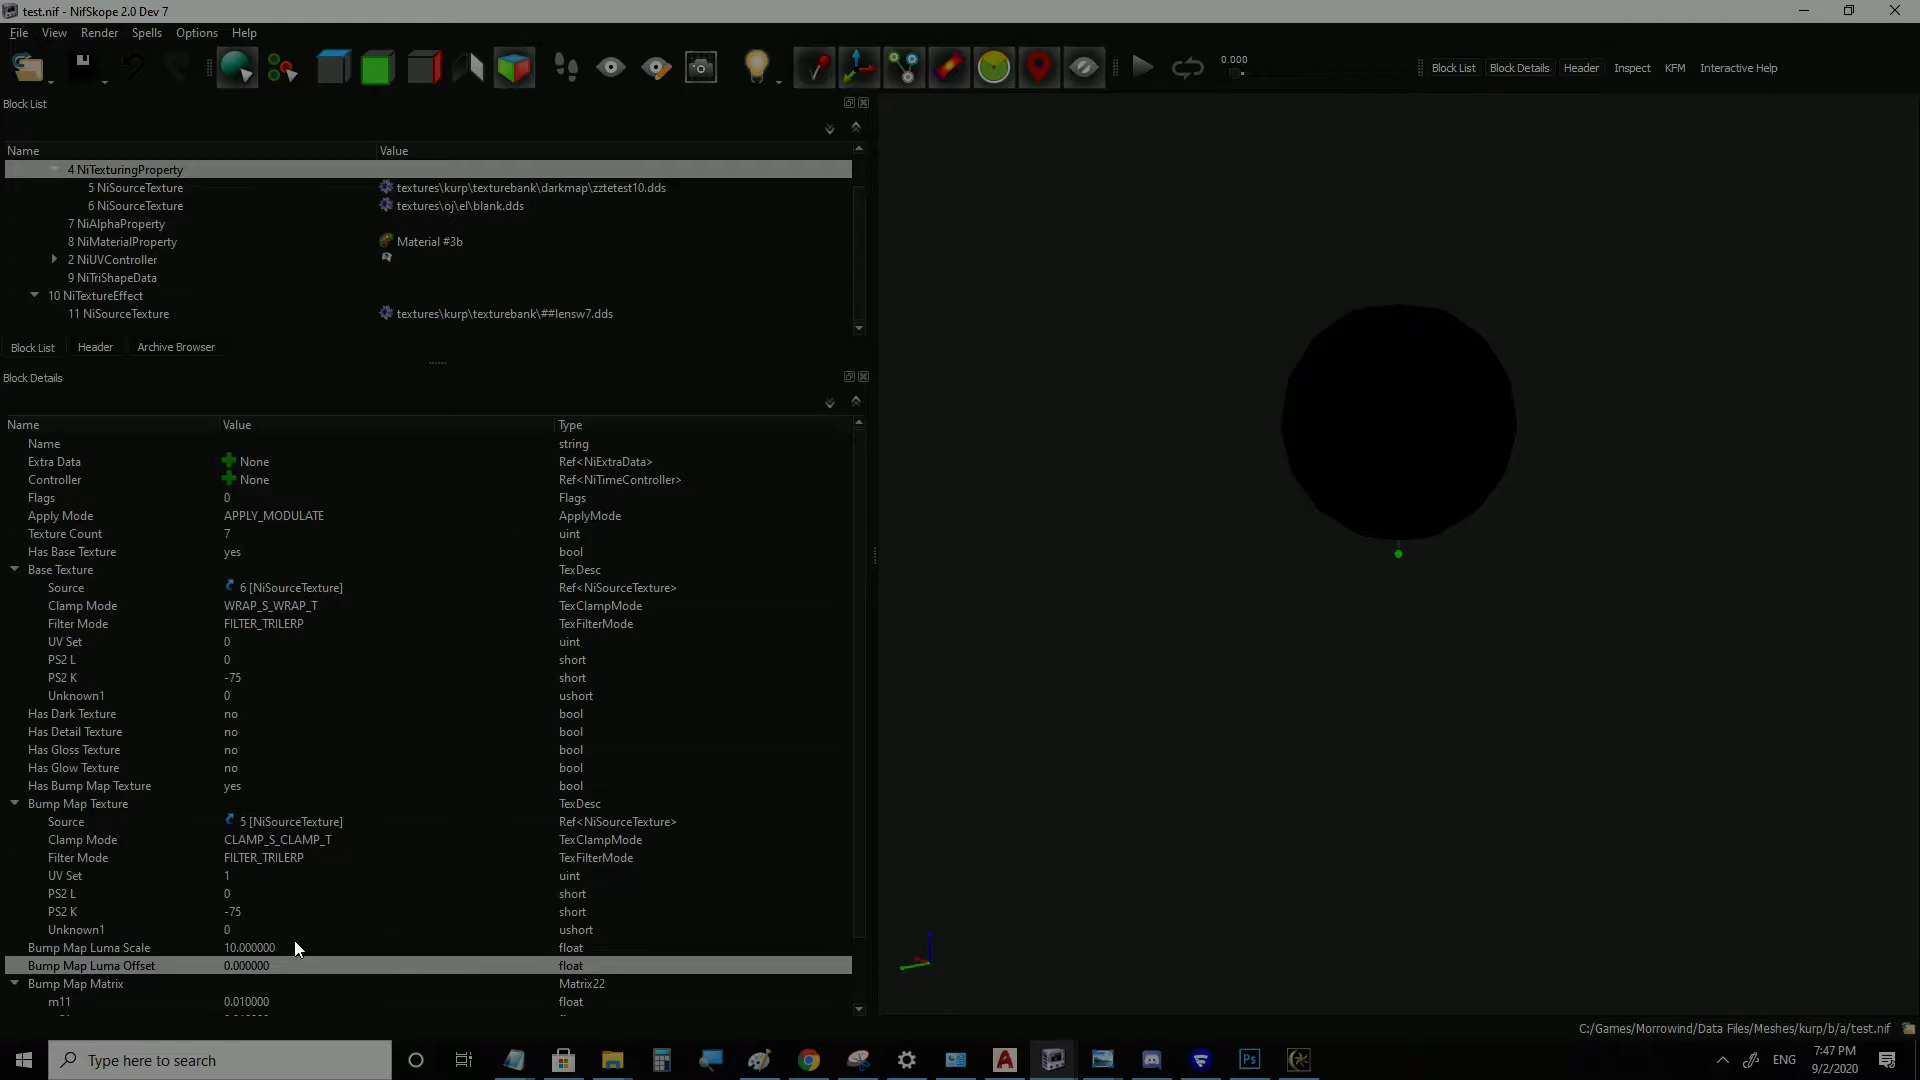 test.nif - NifSkope 2.0 Dev 7
File View Render Spells Options Help
0.000
Block List Block Details Header Inspect KFM Interactive Help
Block List
Name Value
4 NiTexturingProperty
5 NiSourceTexture textures\kurp\texturebank\darkmap\zztetest10.dds
6 NiSourceTexture textures\oj\el\blank.dds
7 NiAlphaProperty
8 NiMaterialProperty Material #3b
2 NiUVController
9 NiTriShapeData
10 NiTextureEffect
11 NiSourceTexture textures\kurp\texturebank\##lensw7.dds
Block List Header Archive Browser
Block Details
Name Value Type
Name string
Extra Data None Ref<NiExtraData>
Controller None Ref<NiTimeController>
Flags 0 Flags
Apply Mode APPLY_MODULATE ApplyMode
Texture Count 7 uint
Has Base Texture yes bool
Base Texture TexDesc
Source 6 [NiSourceTexture] Ref<NiSourceTexture>
Clamp Mode WRAP_S_WRAP_T TexClampMode
Filter Mode FILTER_TRILERP TexFilterMode
UV Set 0 uint
PS2 L 0 short
PS2 K -75 short
Unknown1 0 ushort
Has Dark Texture no bool
Has Detail Texture no bool
Has Gloss Texture no bool
Has Glow Texture no bool
Has Bump Map Texture yes bool
Bump Map Texture TexDesc
Source 5 [NiSourceTexture] Ref<NiSourceTexture>
Clamp Mode CLAMP_S_CLAMP_T TexClampMode
Filter Mode FILTER_TRILERP TexFilterMode
UV Set 1 uint
PS2 L 0 short
PS2 K -75 short
Unknown1 0 ushort
Bump Map Luma Scale 10.000000 float
Bump Map Luma Offset 0.000000 float
Bump Map Matrix Matrix22
m11 0.010000 float
C:/Games/Morrowind/Data Files/Meshes/kurp/b/a/test.nif
Type here to search
Ps
ENG
7:47 PM
9/2/2020